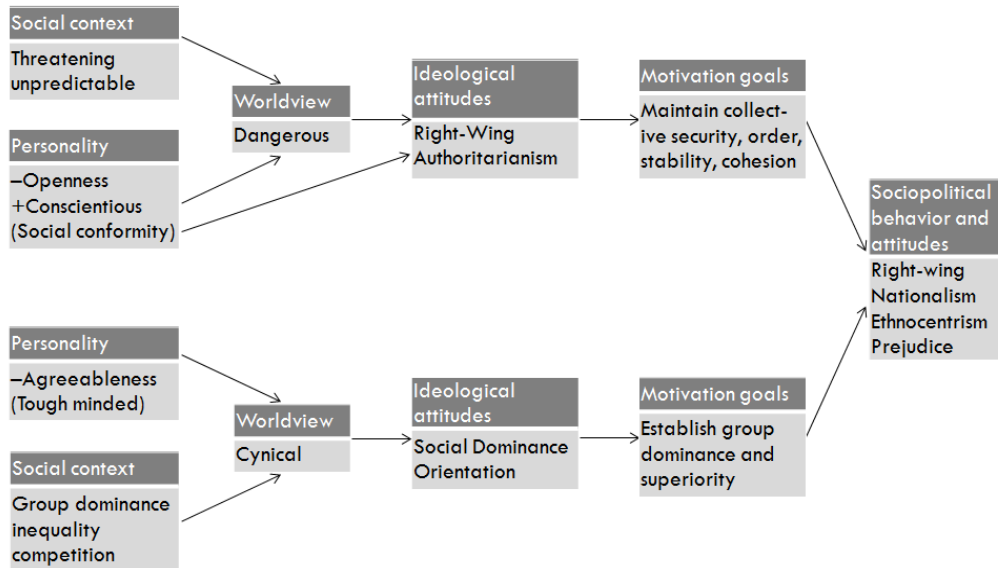 Social context
Threatening
unpredictable
Personality
–Openness
+Conscientious
(Social conformity)
Worldview
Dangerous
Ideological
attitudes
Right-Wing
Authoritarianism
Motivation goals
Maintain collect-
ive security, order,
stability, cohesion
Sociopolitical
behavior and
attitudes
Right-wing
Nationalism
Ethnocentrism
Prejudice
Personality
–Agreeableness
(Tough minded)
Social context
Group dominance
inequality
competition
Worldview
Cynical
Ideological
attitudes
Social Dominance
Orientation
Motivation goals
Establish group
dominance and
superiority